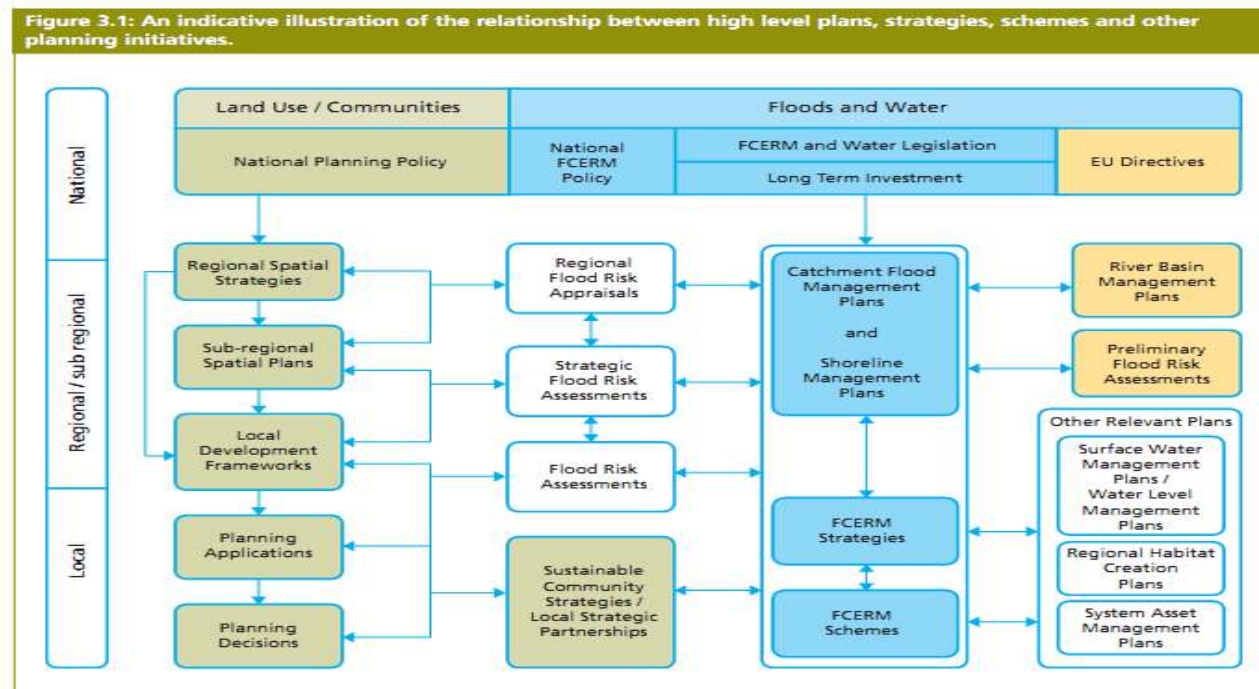 Figure 3.1: An indicative illustration of the relationship between high level plans, strategies, schemes and other
planning initiatives.
National
Regional / sub regional
Local
Land Use / Communities
Floods and Water
National Planning Policy
National
FCERM
Policy
FCERM and Water Legislation
Long Term Investment
EU Directives
Regional Spatial
Strategies
Sub-regional
Spatial Plans
Local
Development
Frameworks
Planning
Applications
Planning
Decisions
Regional
Flood Risk
Appraisals
Strategic
Flood Risk
Assessments
Flood Risk
Assessments
Sustainable
Community
Strategies /
Local Strategic
Partnerships
Catchment Flood
Management
Plans
and
Shoreline
Management
Plans
FCERM
Strategies
FCERM
Schemes
River Basin
Management
Plans
Preliminary
Flood Risk
Assessments
Other Relevant Plans
Surface Water
Management
Plans /
Water Level
Management
Plans
Regional Habitat
Creation
Plans
System Asset
Management
Plans